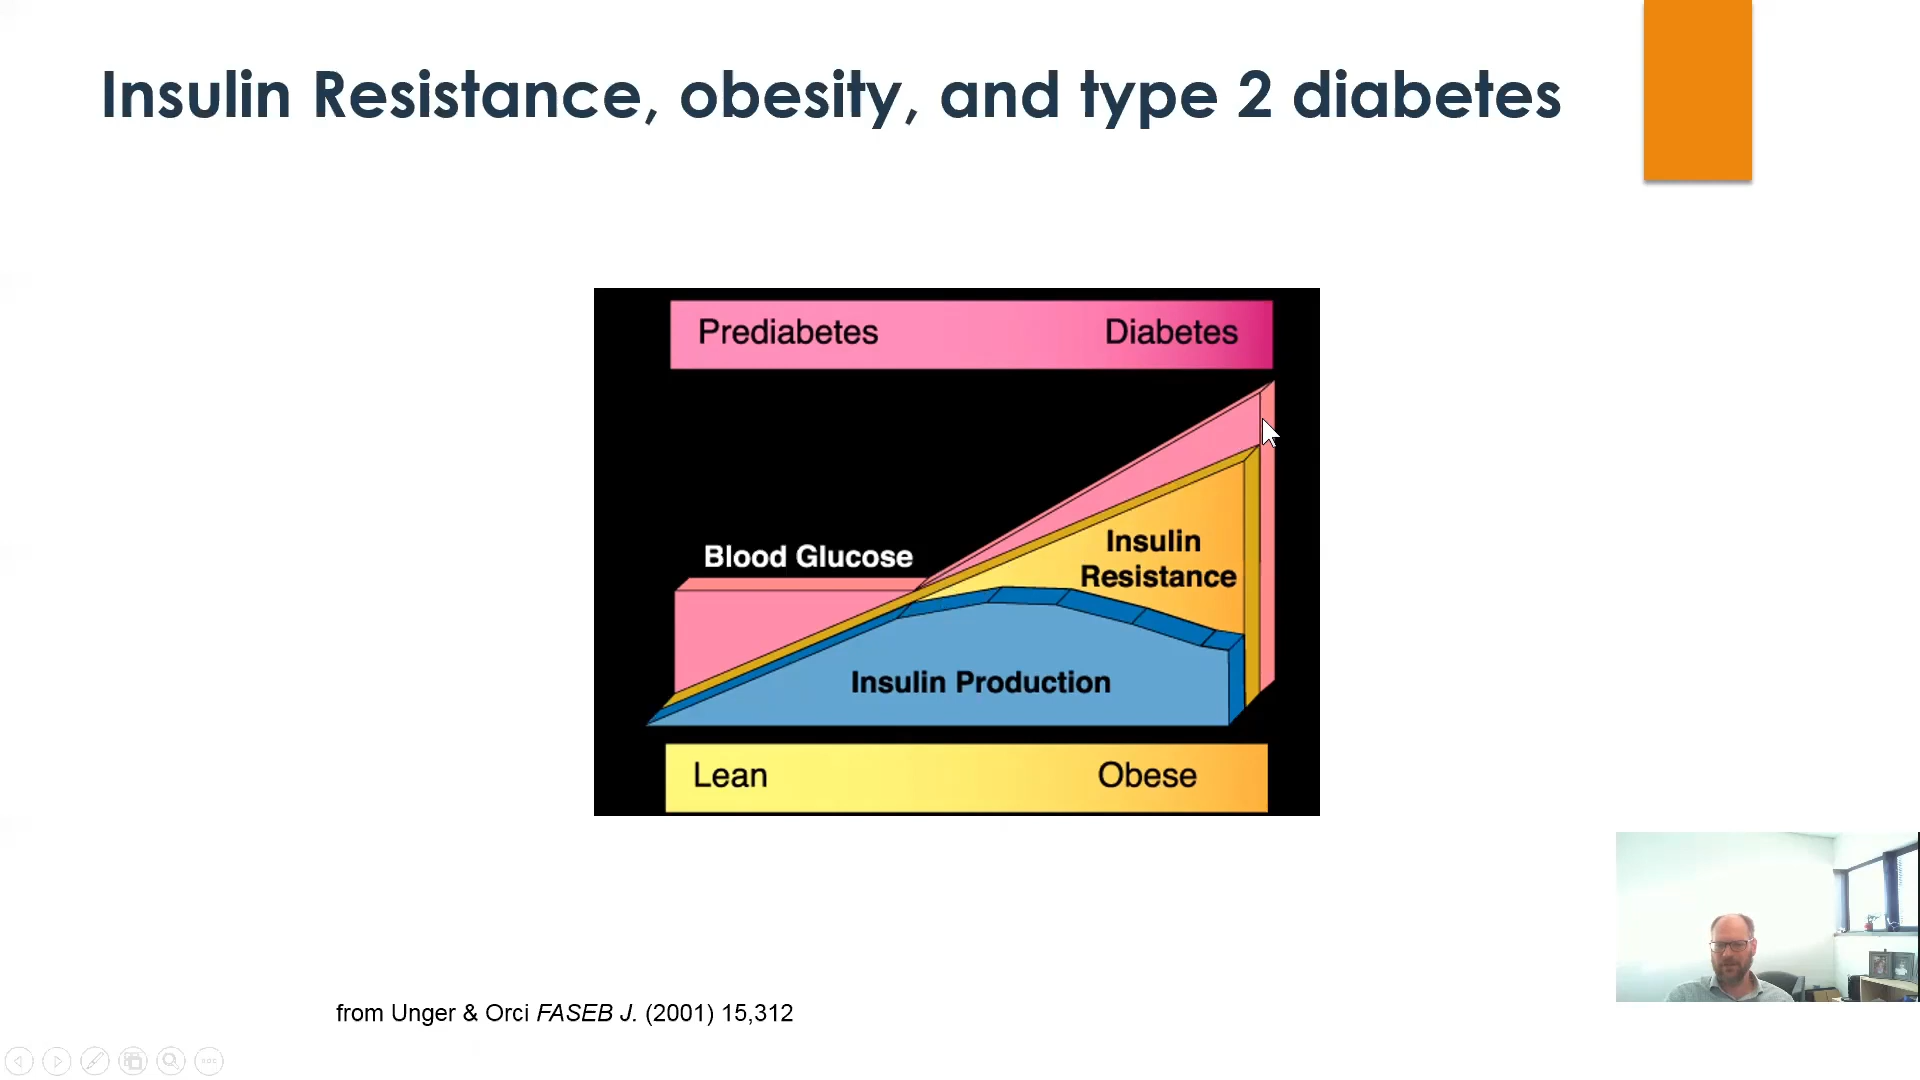 Insulin Resistance, obesity, and type 2 diabetes
Prediabetes Diabetes
Blood Glucose
Insulin
Resistance
Insulin Production
Lean Obese
from Unger & Orci FASEB J. (2001) 15,312